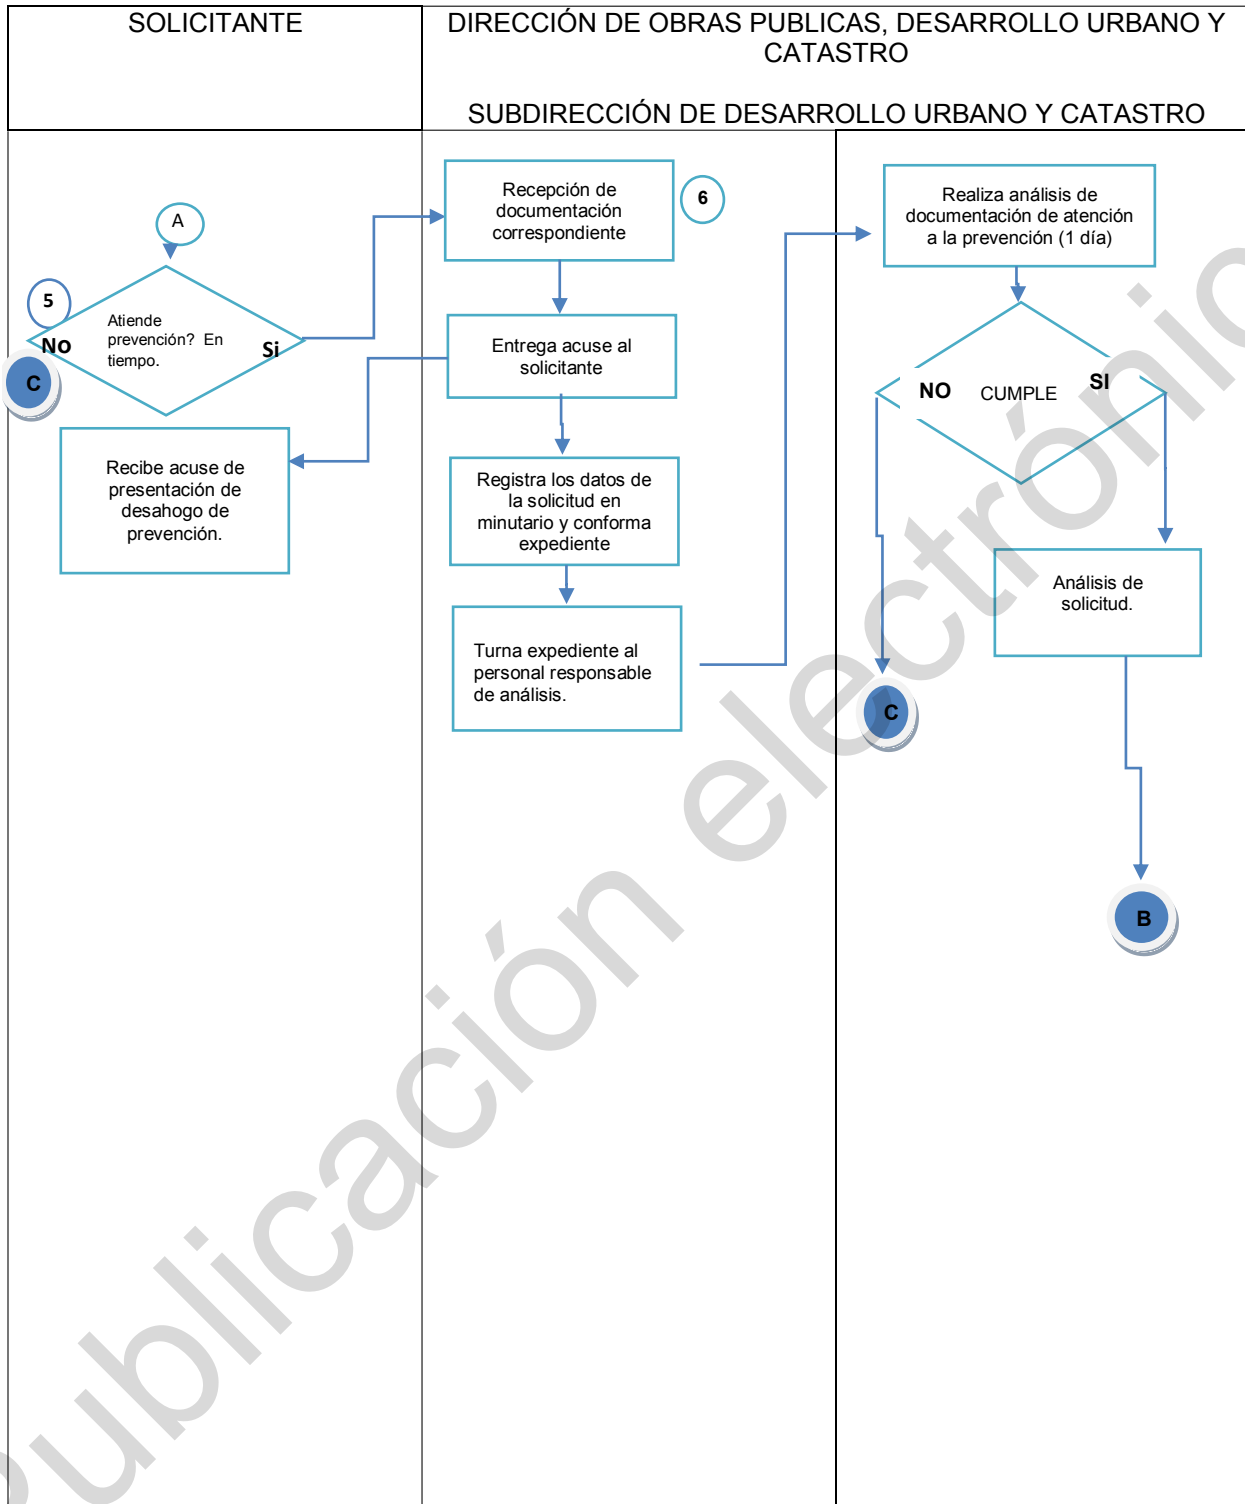 SOLICITANTE
DIRECCIÓN DE OBRAS PUBLICAS, DESARROLLO URBANO Y
CATASTRO
SUBDIRECCIÓN DE DESARROLLO URBANO Y CATASTRO
A
5
Atiende
prevención? En
tiempo.
No
Si
C
Recibe acuse de
presentación de
desahogo de
prevención.
Recepción de
documentación
correspondiente
6
Entrega acuse al
solicitante
Registra los datos de
la solicitud en
minutario y conforma
expediente
Turna expediente al
personal responsable
de análisis.
Realiza análisis de
documentación de atención
a la prevención (1 día)
NO
CUMPLE
SI
Análisis de
solicitud.
C
B
Publicación electrónic